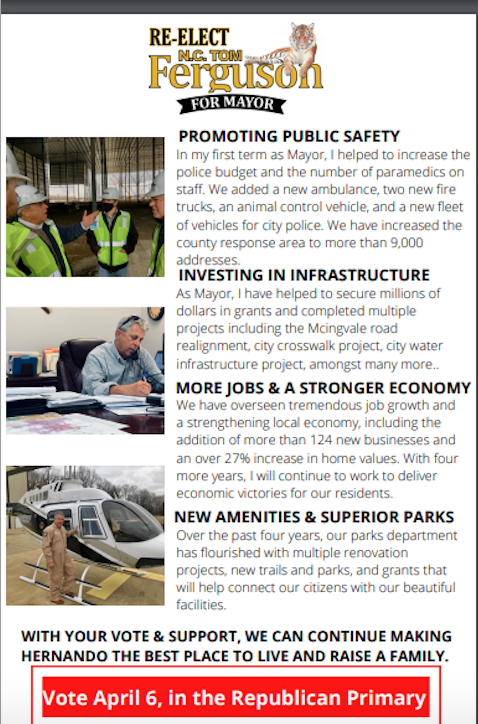 RE-ELECT
N.C. TOM
Ferguson
FOR MAYOR
PROMOTING PUBLIC SAFETY
In my first term as Mayor, I helped to increase the
police budget and the number of paramedics on
staff. We added a new ambulance, two new fire
trucks, an animal control vehicle, and a new fleet
of vehicles for city police. We have increased the
county response area to more than 9,000
addresses.
INVESTING IN INFRASTRUCTURE
As Mayor, I have helped to secure millions of
dollars in grants and completed multiple
projects including the Mcingvale road
realignment, city crosswalk project, city water
infrastructure project, amongst many more..
MORE JOBS & A STRONGER ECONOMY
We have overseen tremendous job growth and
a strengthening local economy, including the
addition of more than 124 new businesses and
an over 27% increase in home values. With four
more years, I will continue to work to deliver
economic victories for our residents.
NEW AMENITIES & SUPERIOR PARKS
Over the past four years, our parks department
has flourished with multiple renovation
projects, new trails and parks, and grants that
will help connect our citizens with our beautiful
facilities.
WITH YOUR VOTE & SUPPORT, WE CAN CONTINUE MAKING
HERNANDO THE BEST PLACE TO LIVE AND RAISE A FAMILY.
Vote April 6, in the Republican Primary